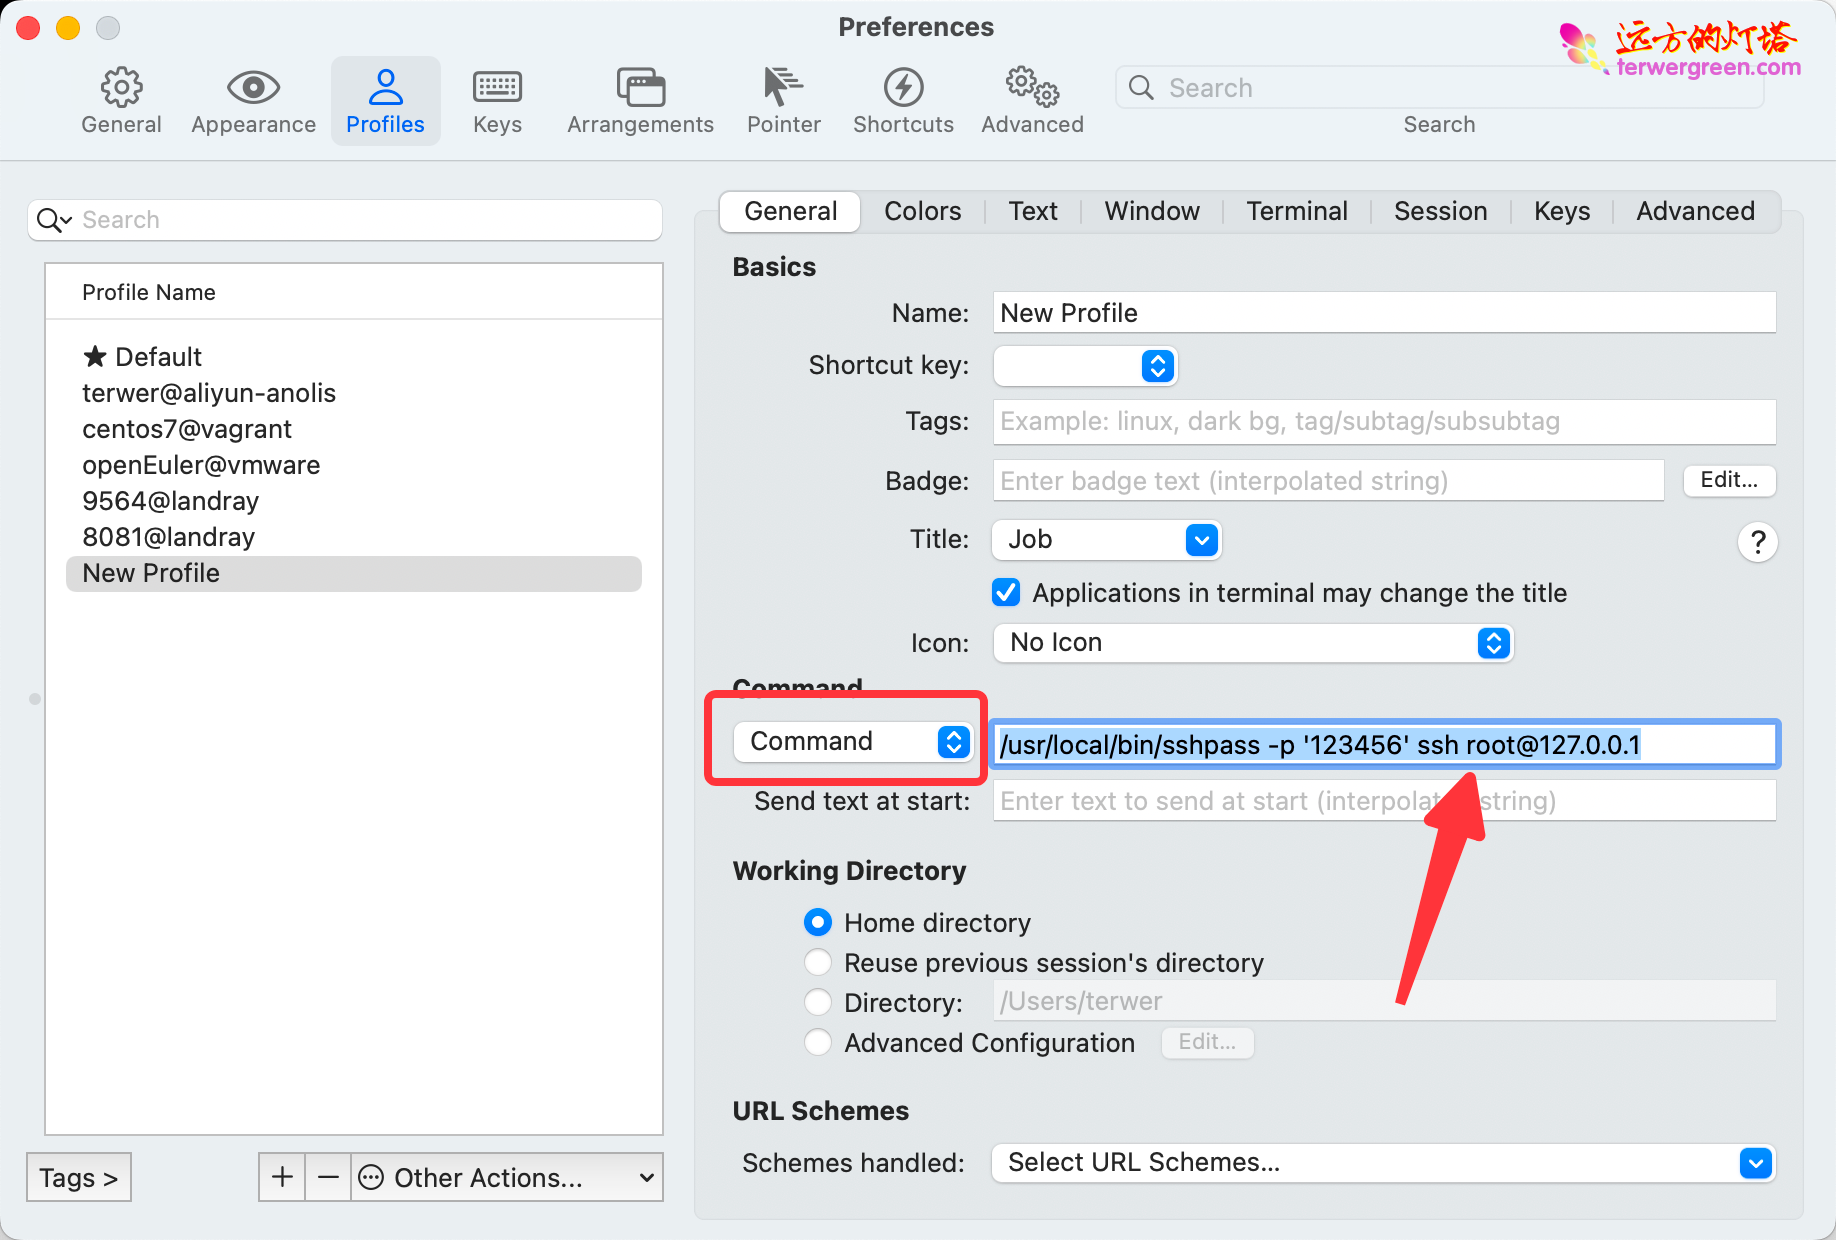 Preferences
远方的灯塔
terwergreen.com
General
Appearance
Profiles
Keys
Arrangements
Pointer
Shortcuts
Advanced
Search
Search
Search
Profile Name
★ Default
terwer@aliyun-anolis
centos7@vagrant
openEuler@vmware
9564@landray
8081@landray
New Profile
Tags >
+
−
Other Actions...
General
Colors
Text
Window
Terminal
Session
Keys
Advanced
Basics
Name: New Profile
Shortcut key:
Tags: Example: linux, dark bg, tag/subtag/subsubtag
Badge: Enter badge text (interpolated string) Edit...
Title: Job ?
Applications in terminal may change the title
Icon: No Icon
Command
Command /usr/local/bin/sshpass -p '123456' ssh root@127.0.0.1
Send text at start: Enter text to send at start (interpolated string)
Working Directory
Home directory
Reuse previous session's directory
Directory: /Users/terwer
Advanced Configuration Edit...
URL Schemes
Schemes handled: Select URL Schemes...